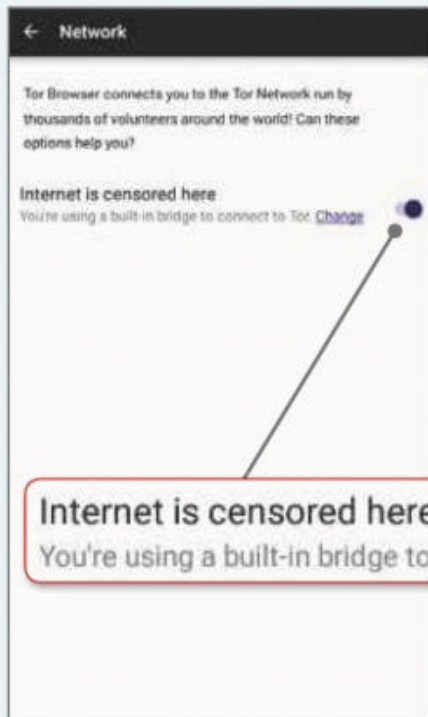 Network
Tor Browser connects you to the Tor Network run by
thousands of volunteers around the world! Can these
options help you?
Internet is censored here
You're using a built-in bridge to connect to Tor. Change
Internet is censored here
You're using a built-in bridge to